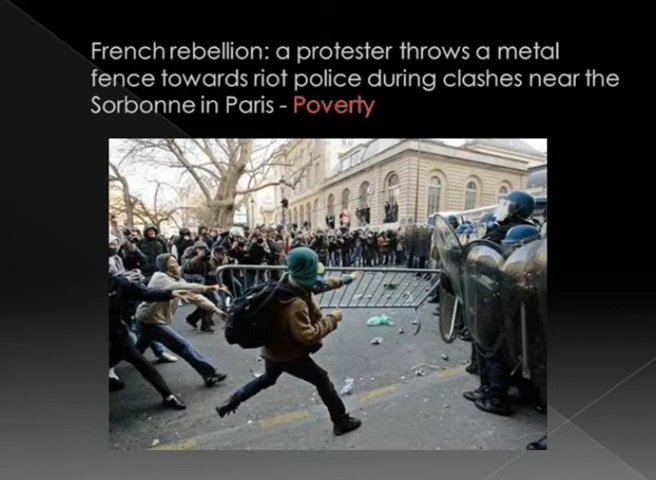 French rebellion: a protester throws a metal
fence towards riot police during clashes near the
Sorbonne in Paris - Poverty